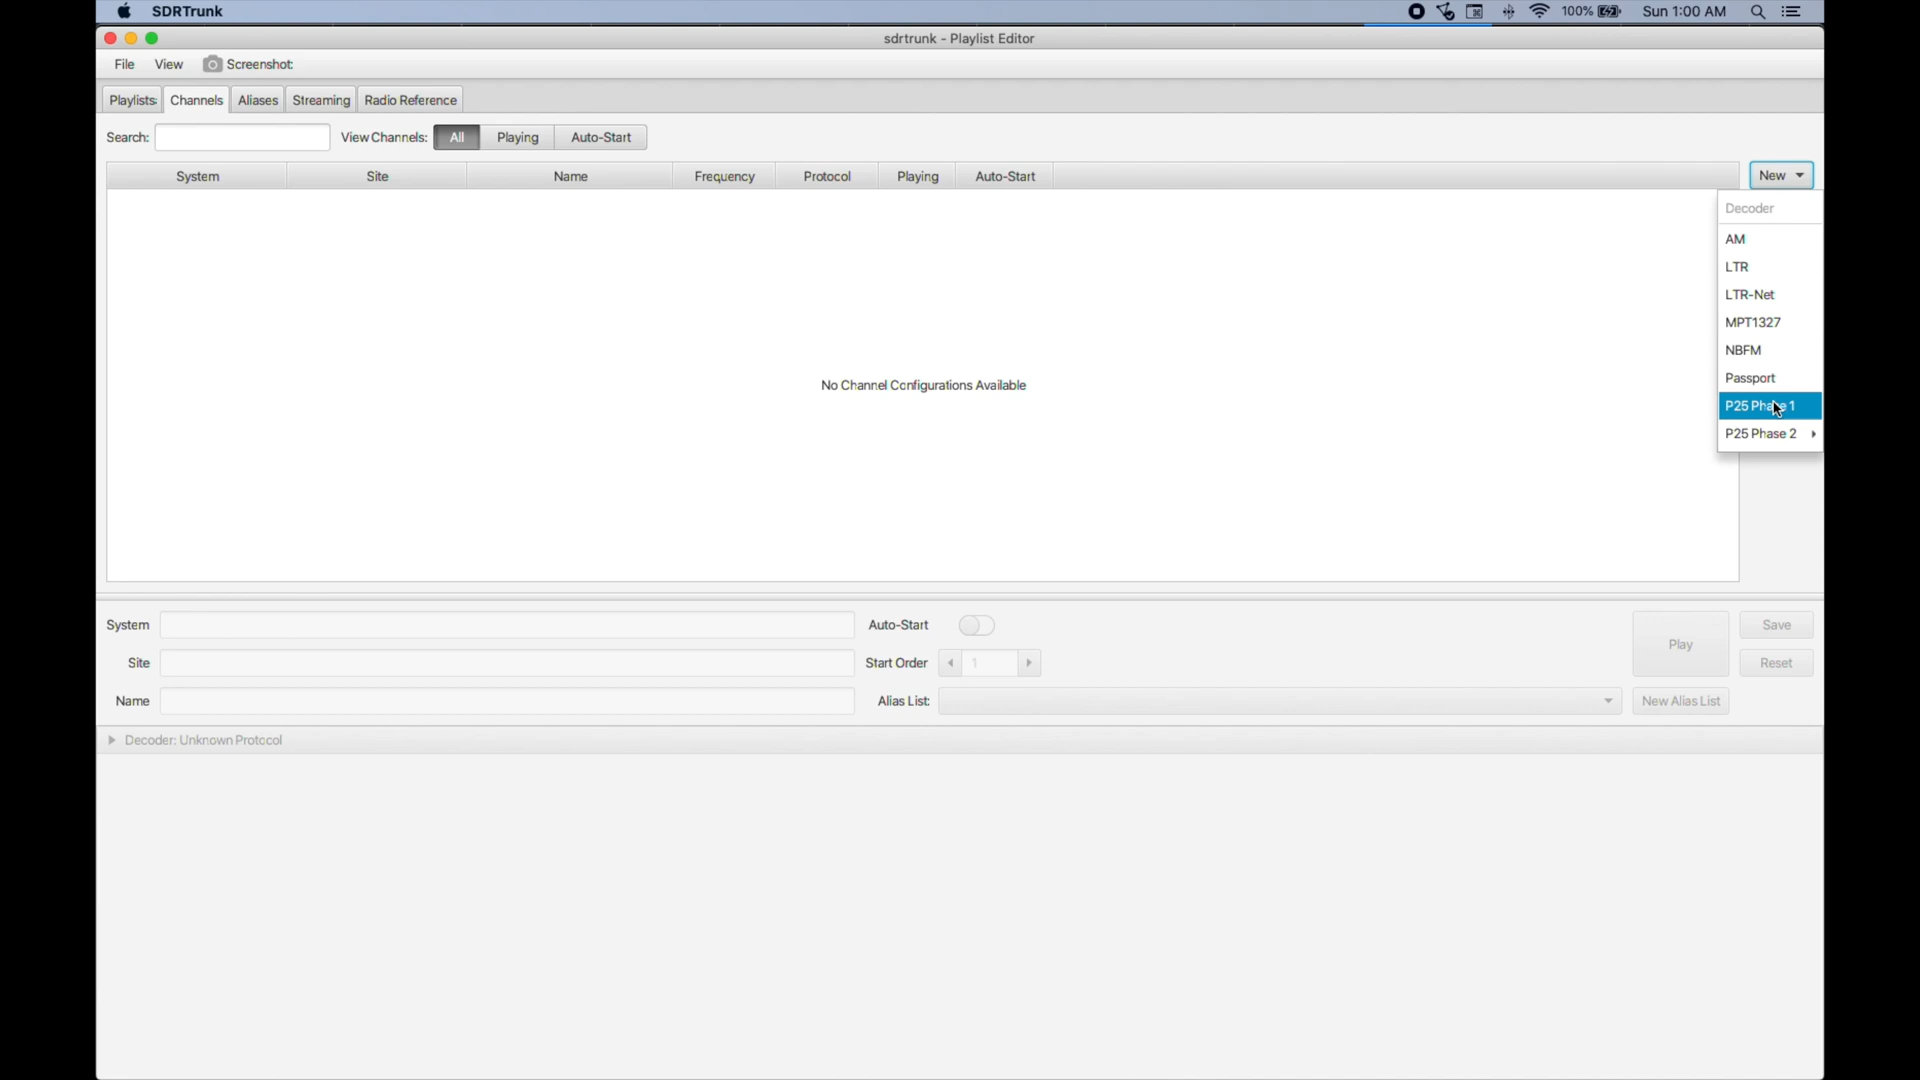 SDRTrunk
100%
Sun 1:00 AM
sdrtrunk - Playlist Editor
File
View
Screenshot
Playlists
Channels
Aliases
Streaming
Radio Reference
Search:
View Channels:
All
Playing
Auto-Start
System
Site
Name
Frequency
Protocol
Playing
Auto-Start
New
Decoder
AM
LTR
LTR-Net
MPT1327
NBFM
Passport
P25 Phase 1
P25 Phase 2
No Channel Configurations Available
System
Auto-Start
Play
Save
Site
Start Order
1
Reset
Name
Alias List:
New Alias List
Decoder: Unknown Protocol